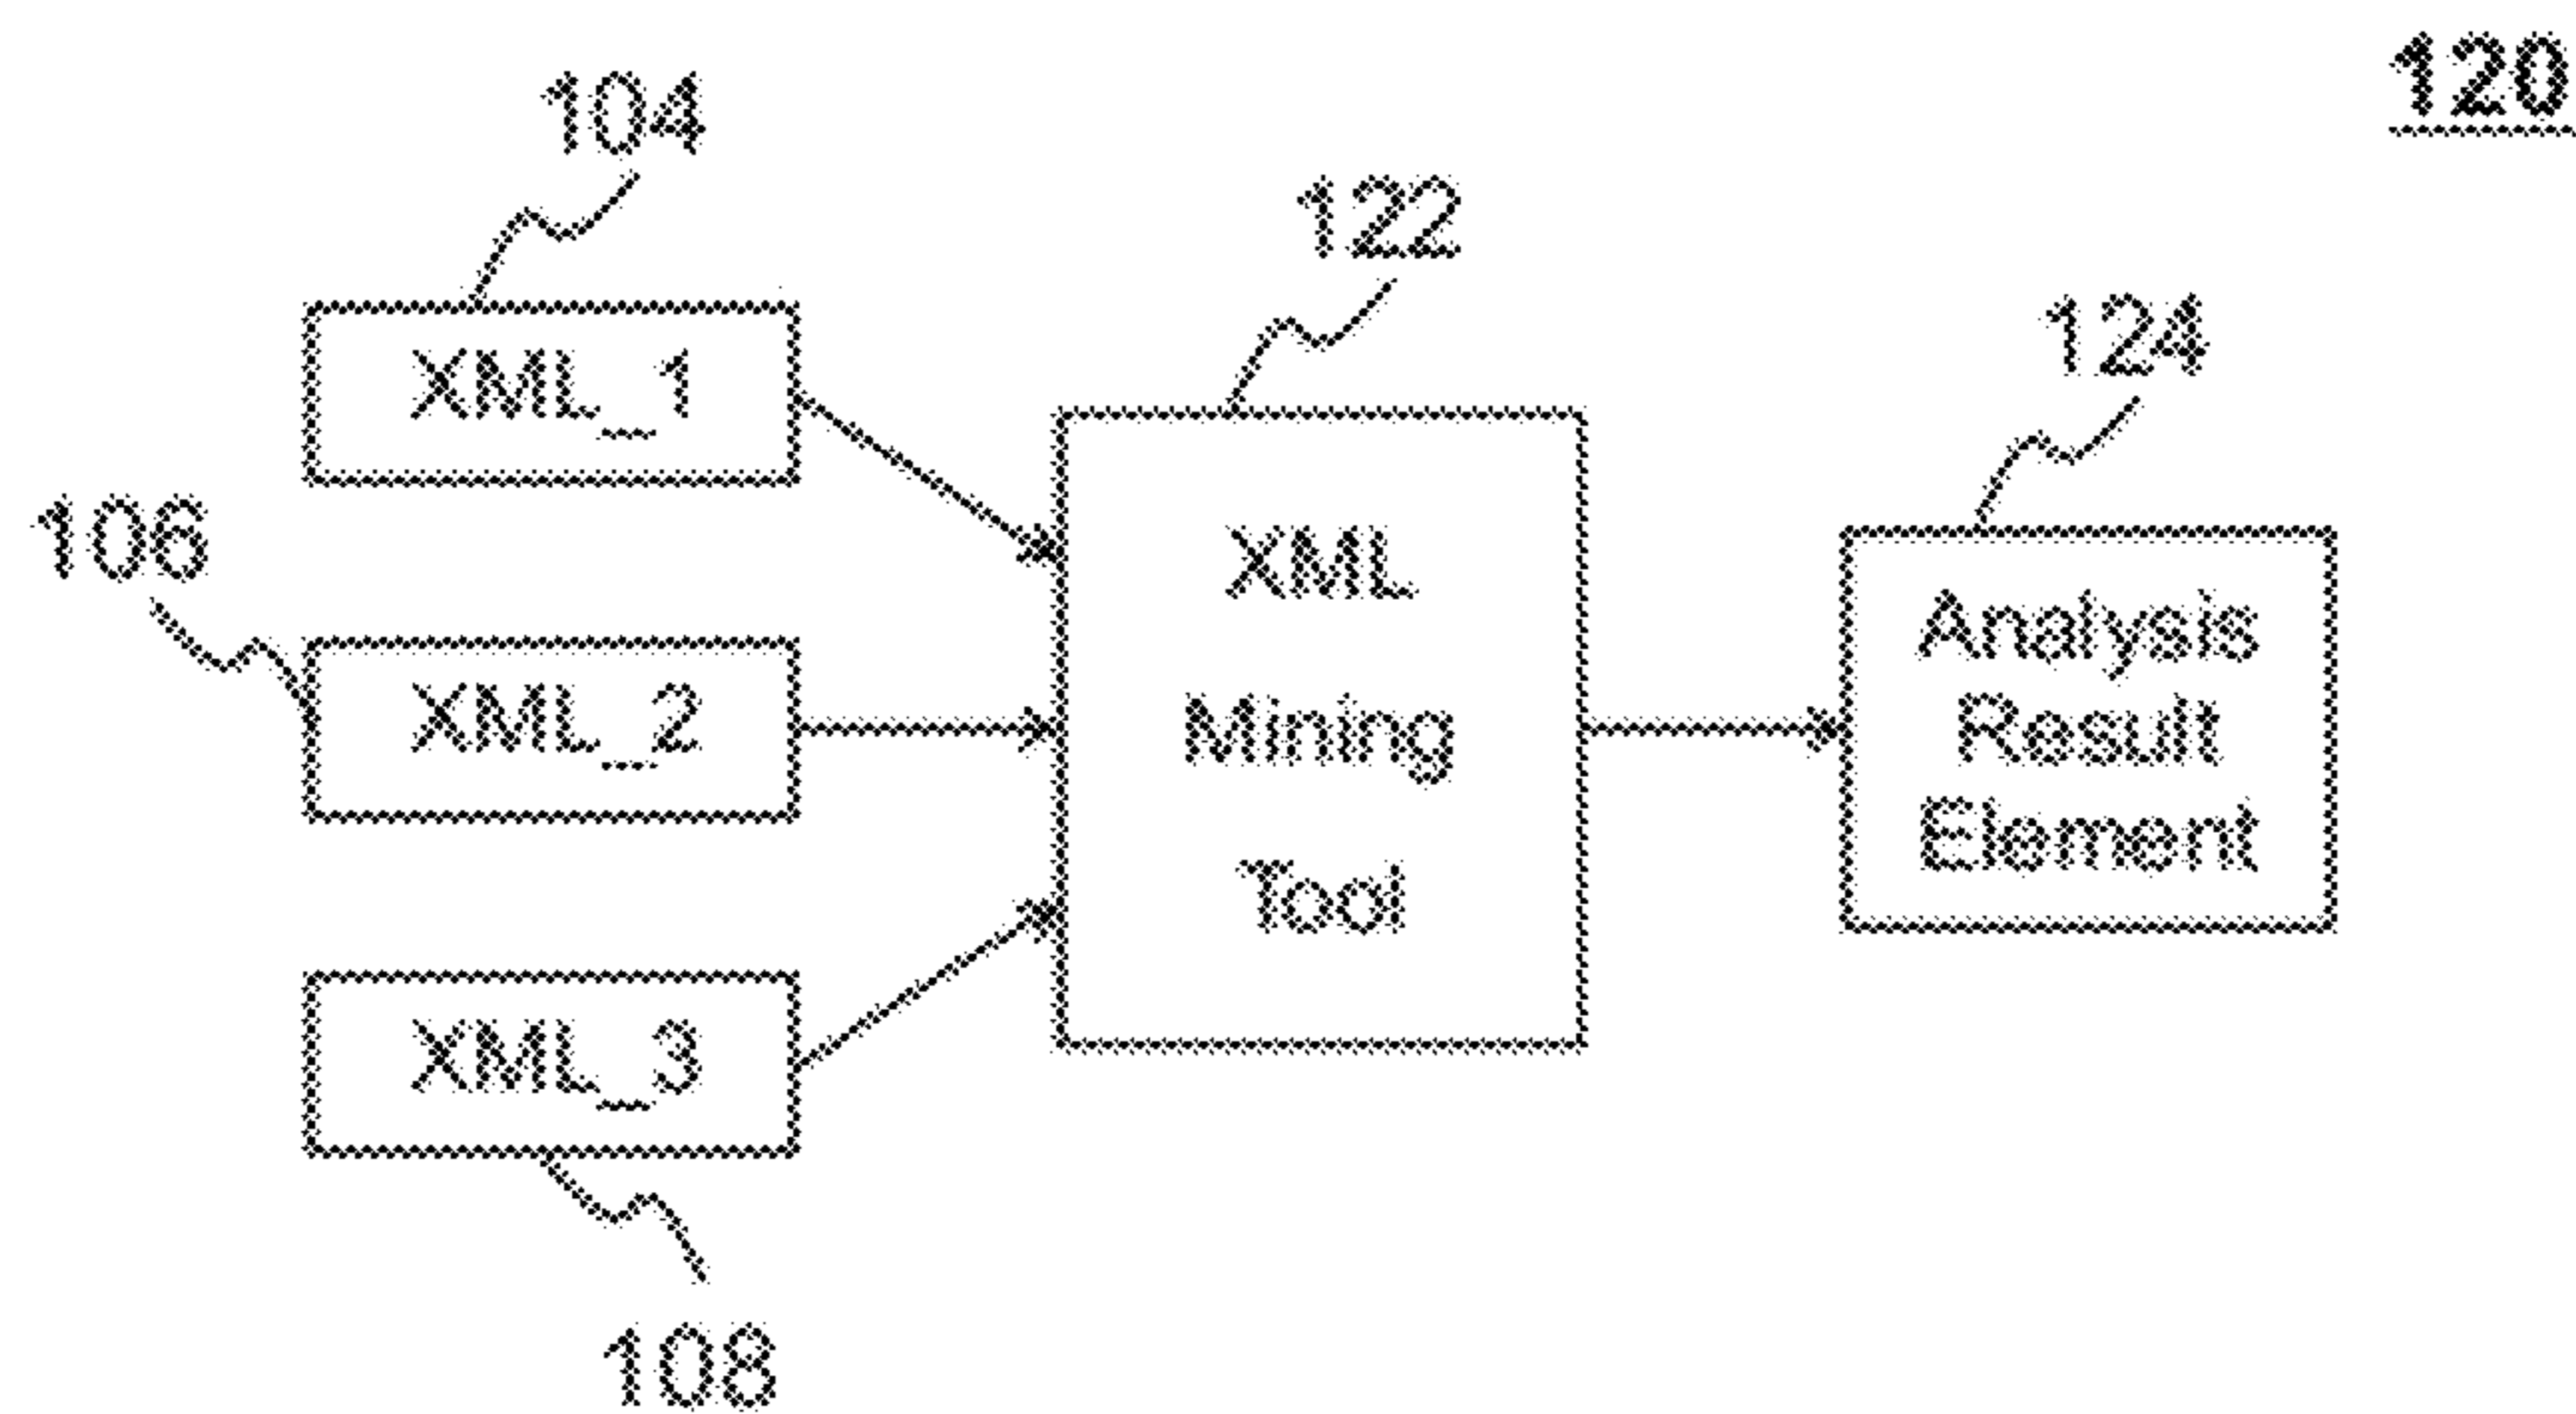 120
104
122
124
XML_1
106
XML
Mining
Tool
Analysis
Result
Element
XML_2
XML_3
108